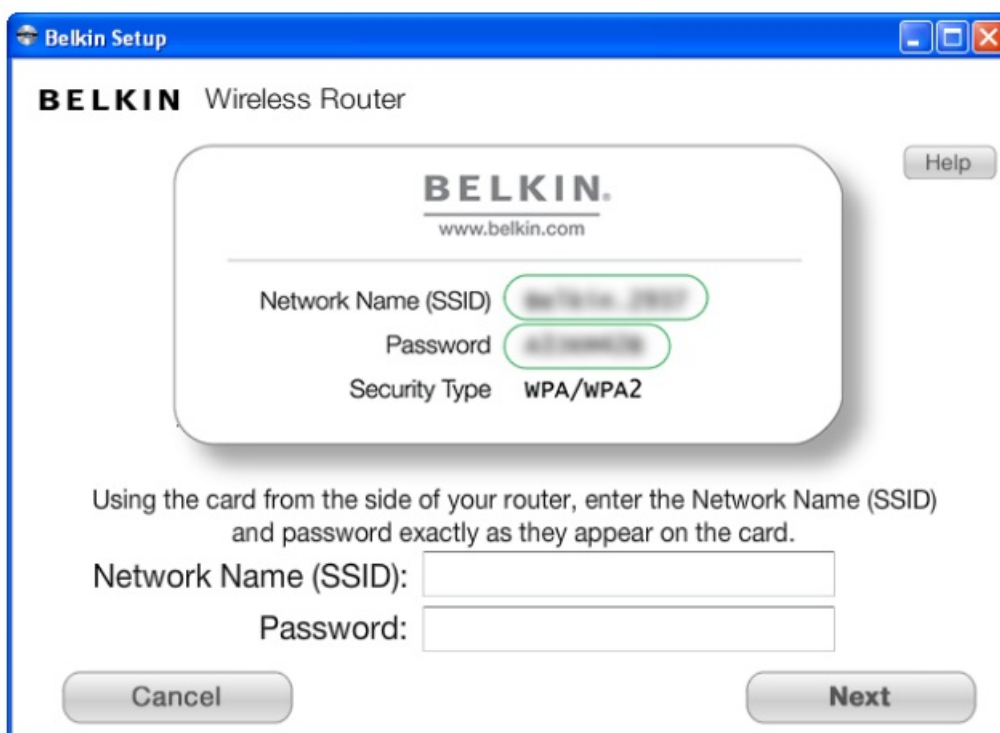 Belkin Setup
BELKIN Wireless Router
Help
BELKIN.
www.belkin.com
Network Name (SSID)
Password
Security Type WPA/WPA2
Using the card from the side of your router, enter the Network Name (SSID)
and password exactly as they appear on the card.
Network Name (SSID):
Password:
Cancel
Next